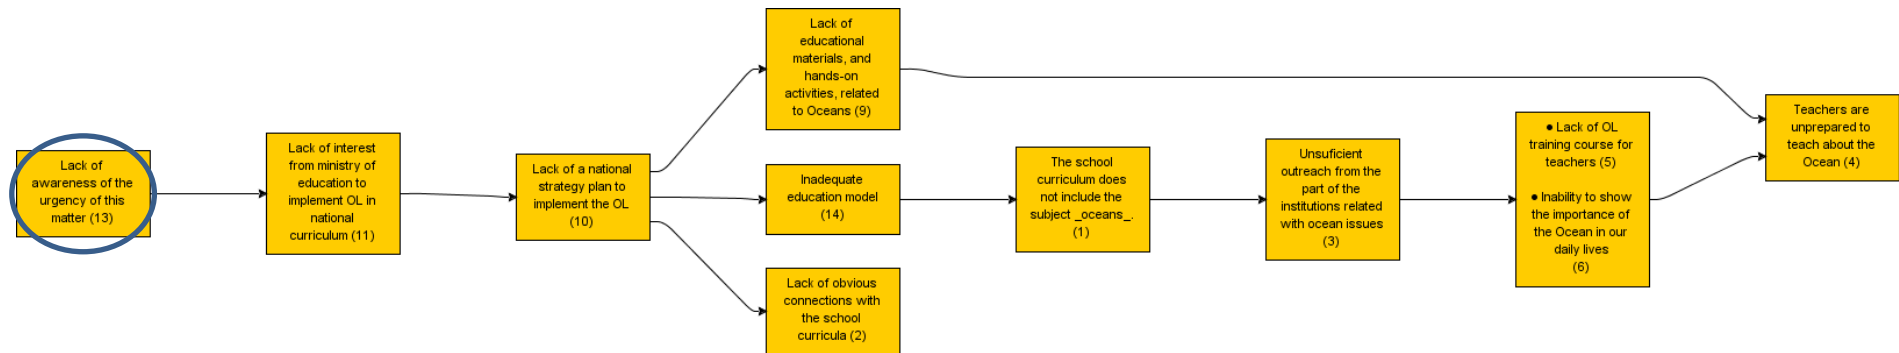 Lack of
awareness of the
urgency of this
matter (13)
Lack of interest
from ministry of
education to
implement OL in
national
curriculum (11)
Lack of a national
strategy plan to
implement the OL
(10)
Lack of
educational
materials, and
hands-on
activities, related
to Oceans (9)
Inadequate
education model
(14)
Lack of obvious
connections with
the school
curricula (2)
The school
curriculum does
not include the
subject _oceans_.
(1)
Unsuficient
outreach from the
part of the
institutions related
with ocean issues
(3)
● Lack of OL
training course for
teachers (5)
● Inability to show
the importance of
the Ocean in our
daily lives
(6)
Teachers are
unprepared to
teach about the
Ocean (4)